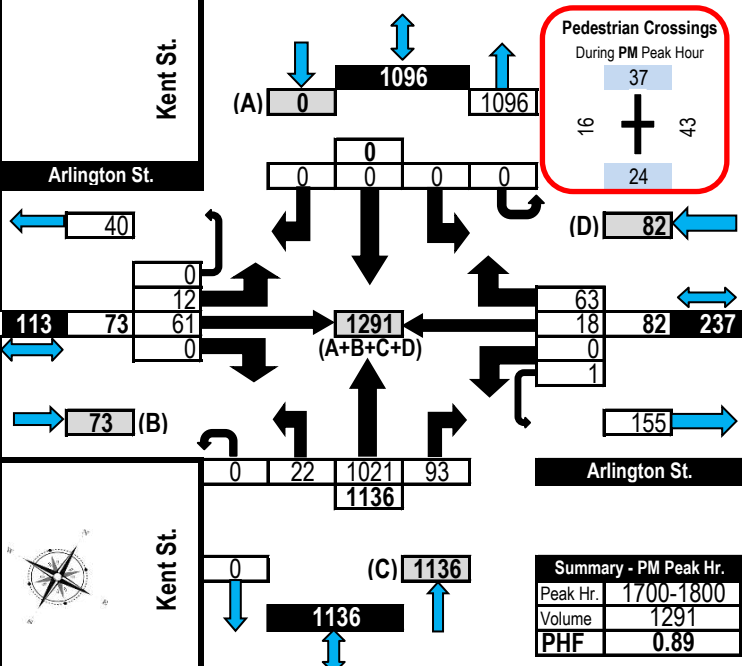 Pedestrian Crossings
During PM Peak Hour
37
16
43
24
Kent St.
Arlington St.
1096
(A) 0
1096
0
0 0 0 0
40
(D) 82
0
12
113 73 61
0
1291
(A+B+C+D)
63
18 82 237
0
1
73 (B)
155
0 22 1021 93
1136
Arlington St.
Kent St.
0
(C) 1136
1136
Summary - PM Peak Hr.
Peak Hr. 1700-1800
Volume 1291
PHF 0.89